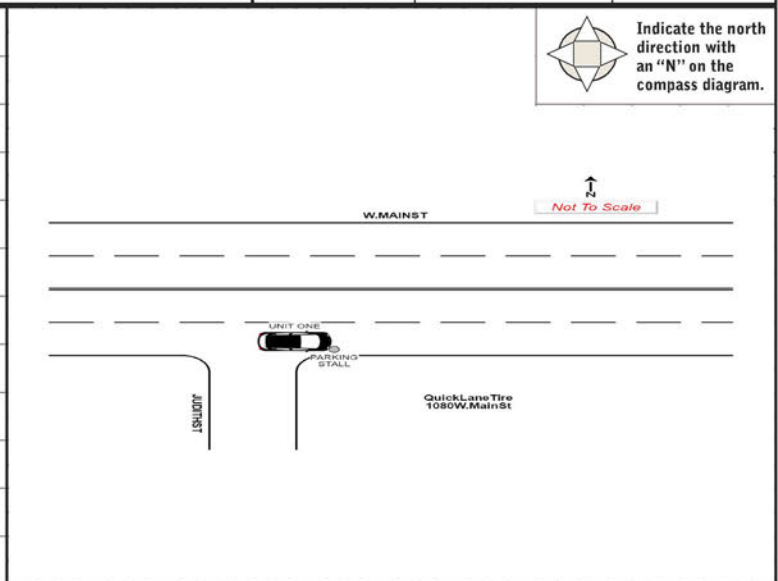 Indicate the north
direction with
an “N” on the
compass diagram.
N
Not To Scale
W.MAINST
UNIT ONE
PARKING
STALL
JUDITHST
QuickLaneTire
1080W.MainSt